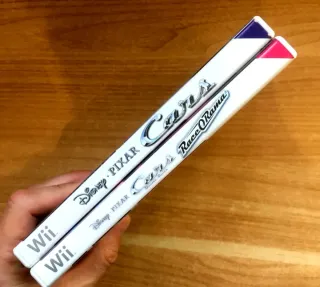 Wii Disney · PIXAR Cars
Wii Disney PIXAR Cars Race O Rama